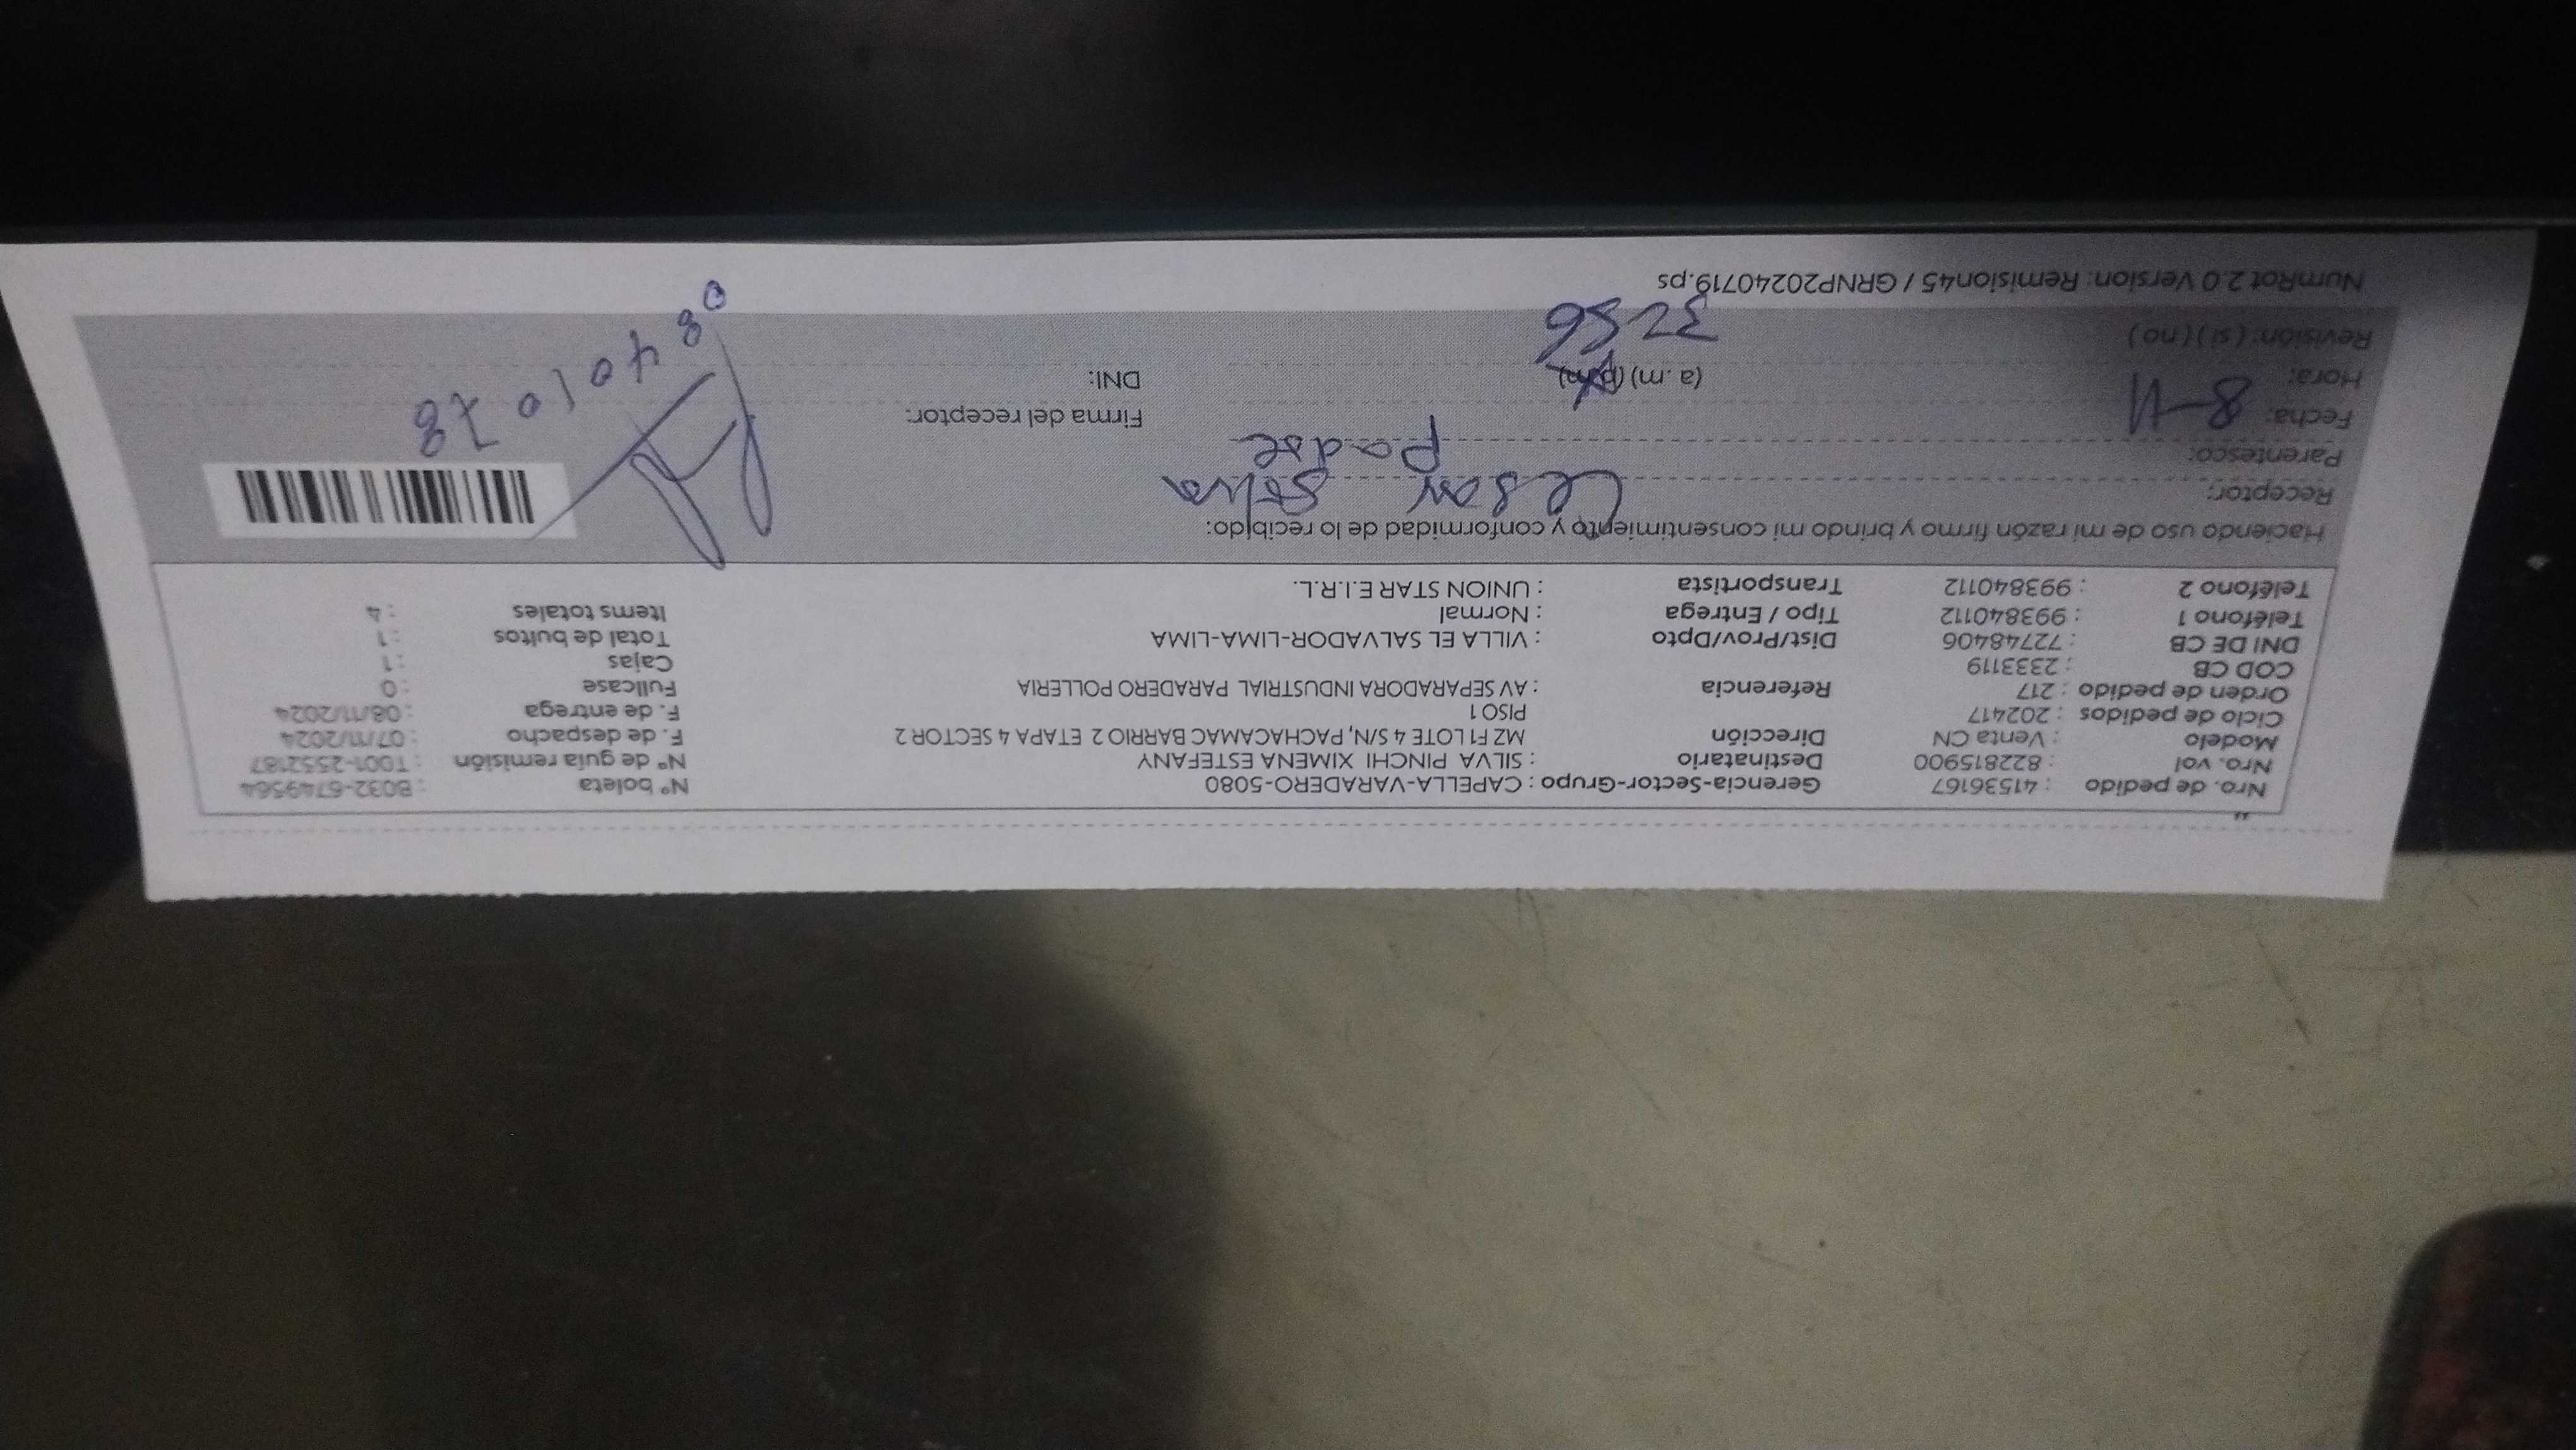 Nro. de pedido : 41536167 Gerencia-Sector-Grupo : CAPELLA-VARADERO-5080 N° boleta : B032-6749564
Nro. vol : 822815900 Destinatario : SILVA PINCHI XIMENA ESTEFANY N° de guía remisión : T001-2552187
Modelo : Venta CN Dirección MZ F1 LOTE 4 S/N, PACHACAMAC BARRIO 2 ETAPA 4 SECTOR 2 F. de despacho : 07/11/2024
Ciclo de pedidos : 202417 PISO 1 F. de entrega : 08/11/2024
Orden de pedido : 217 Referencia : AV SEPARADORA INDUSTRIAL PARADERO POLLERIA Fullcase : 0
COD CB : 2333119 Cajas : 1
DNI DE CB : 72748406 Dist/Prov/Dpto : VILLA EL SALVADOR-LIMA-LIMA Total de bultos : 1
Teléfono 1 : 993840112 Tipo / Entrega : Normal Items totales : 4
Teléfono 2 : 993840112 Transportista : UNION STAR E.I.R.L.
Haciendo uso de mi razón firmo y brindo mi consentimiento y conformidad de lo recibido:
Receptor: Cesar Silva
Parentesco: Padre
Fecha: 8-11 Firma del receptor:
Hora: (a. m) (p.m) DNI: 08401078
Revisión: ( si ) ( no ) 3256
NumRot 2.0 Version: Remision45 / GRNP20240719.ps